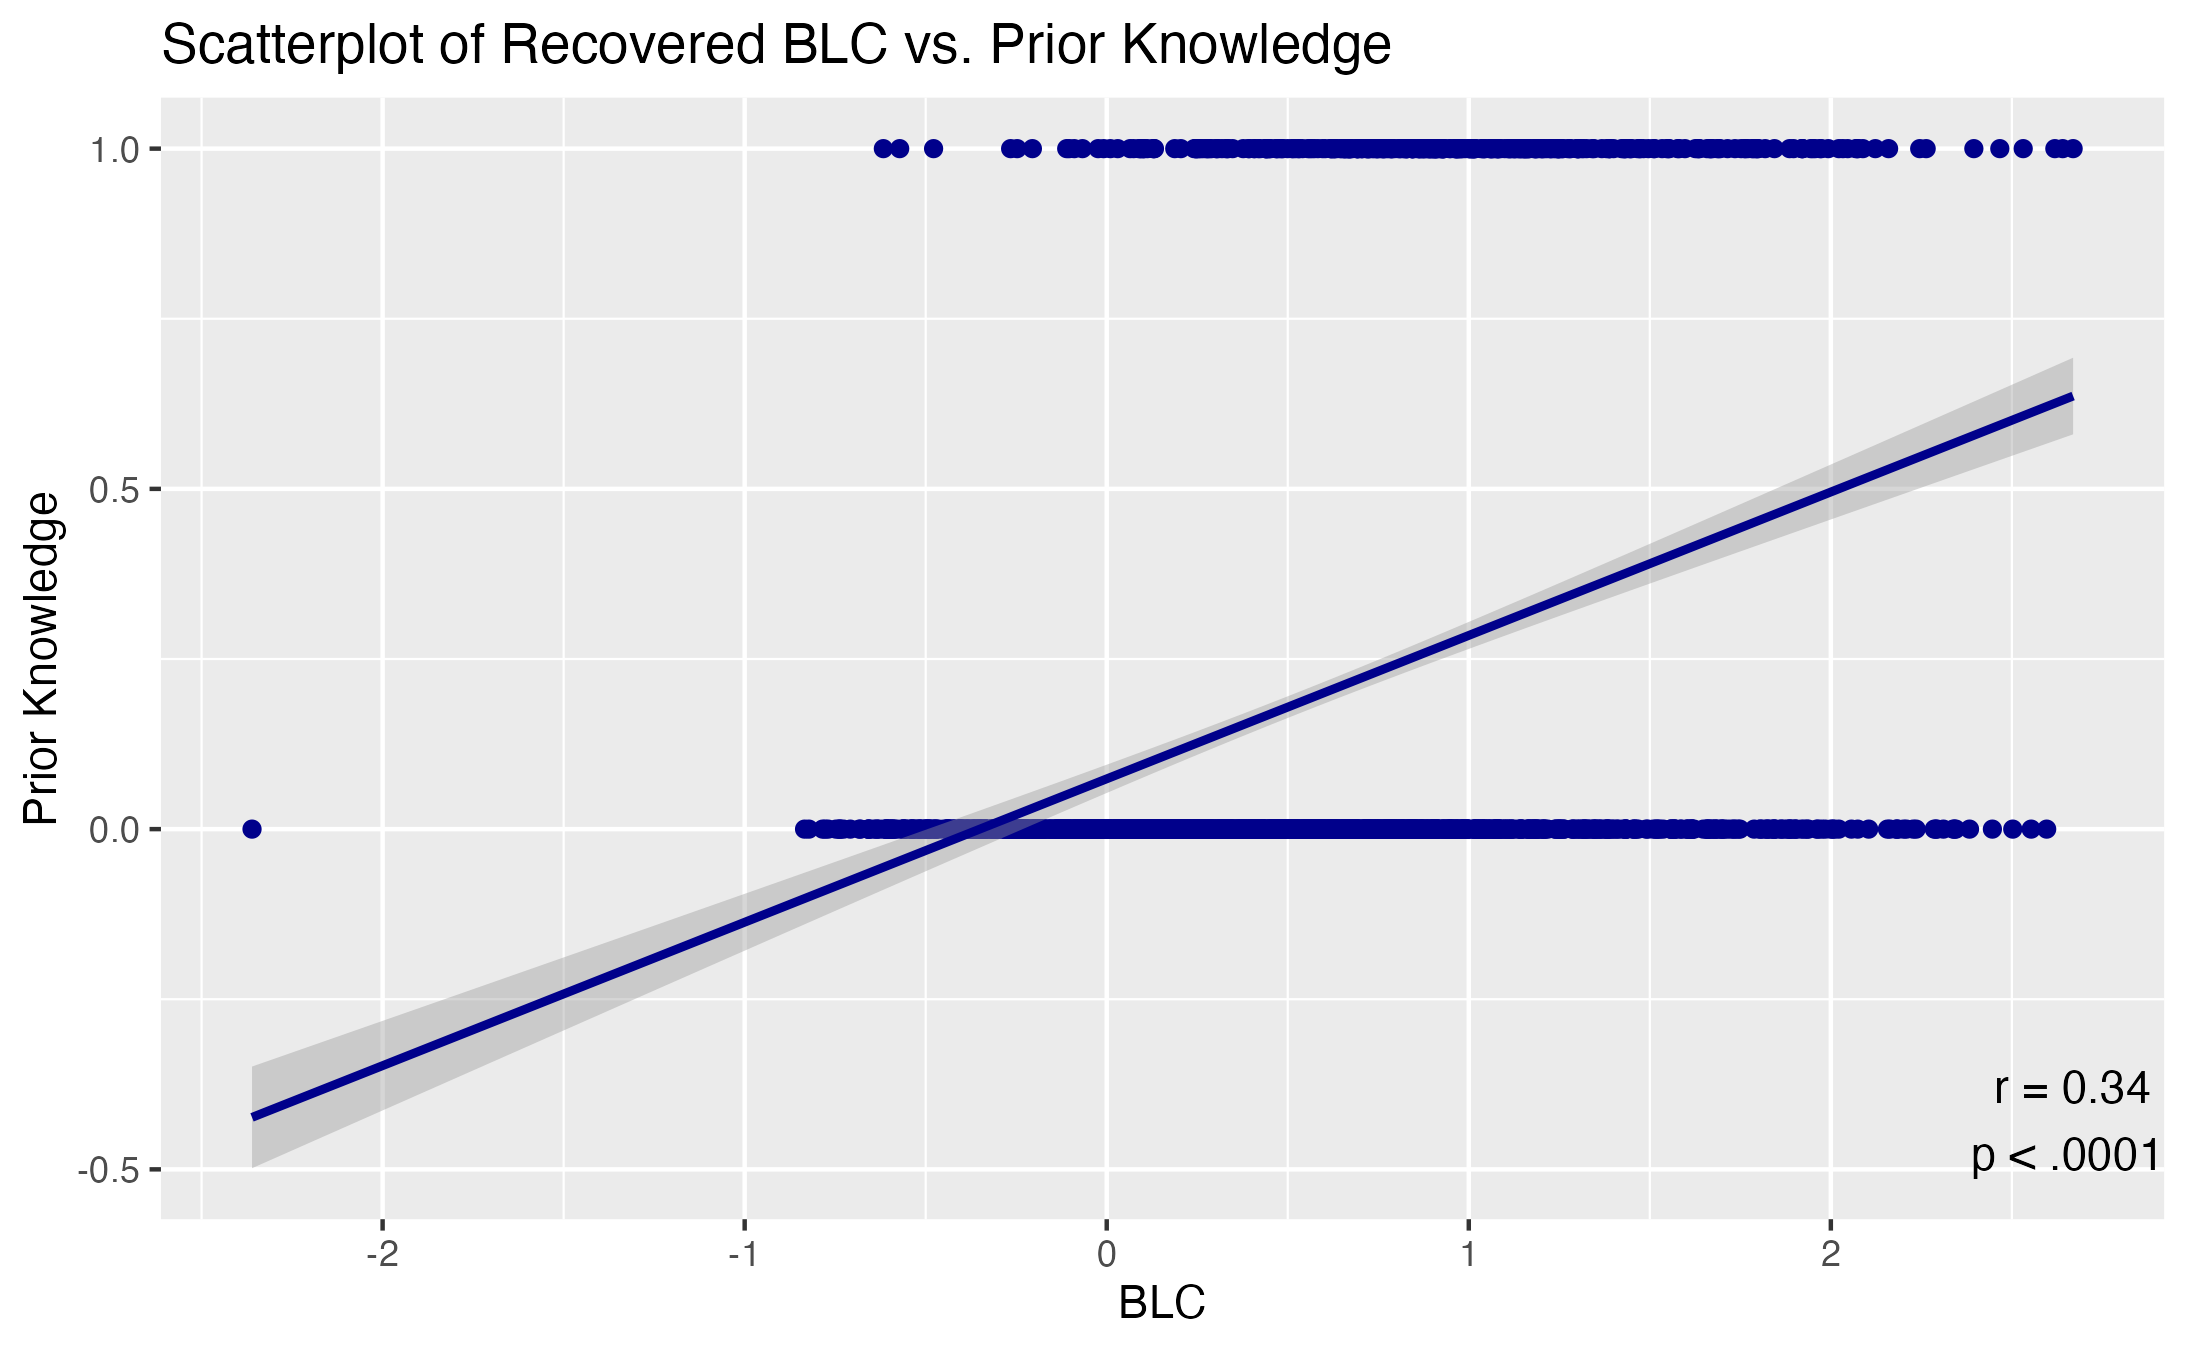 Scatterplot of Recovered BLC vs. Prior Knowledge
Prior Knowledge
1.0
0.5
0.0
-0.5
r = 0.34
p < .0001
-2
-1
0
1
2
BLC